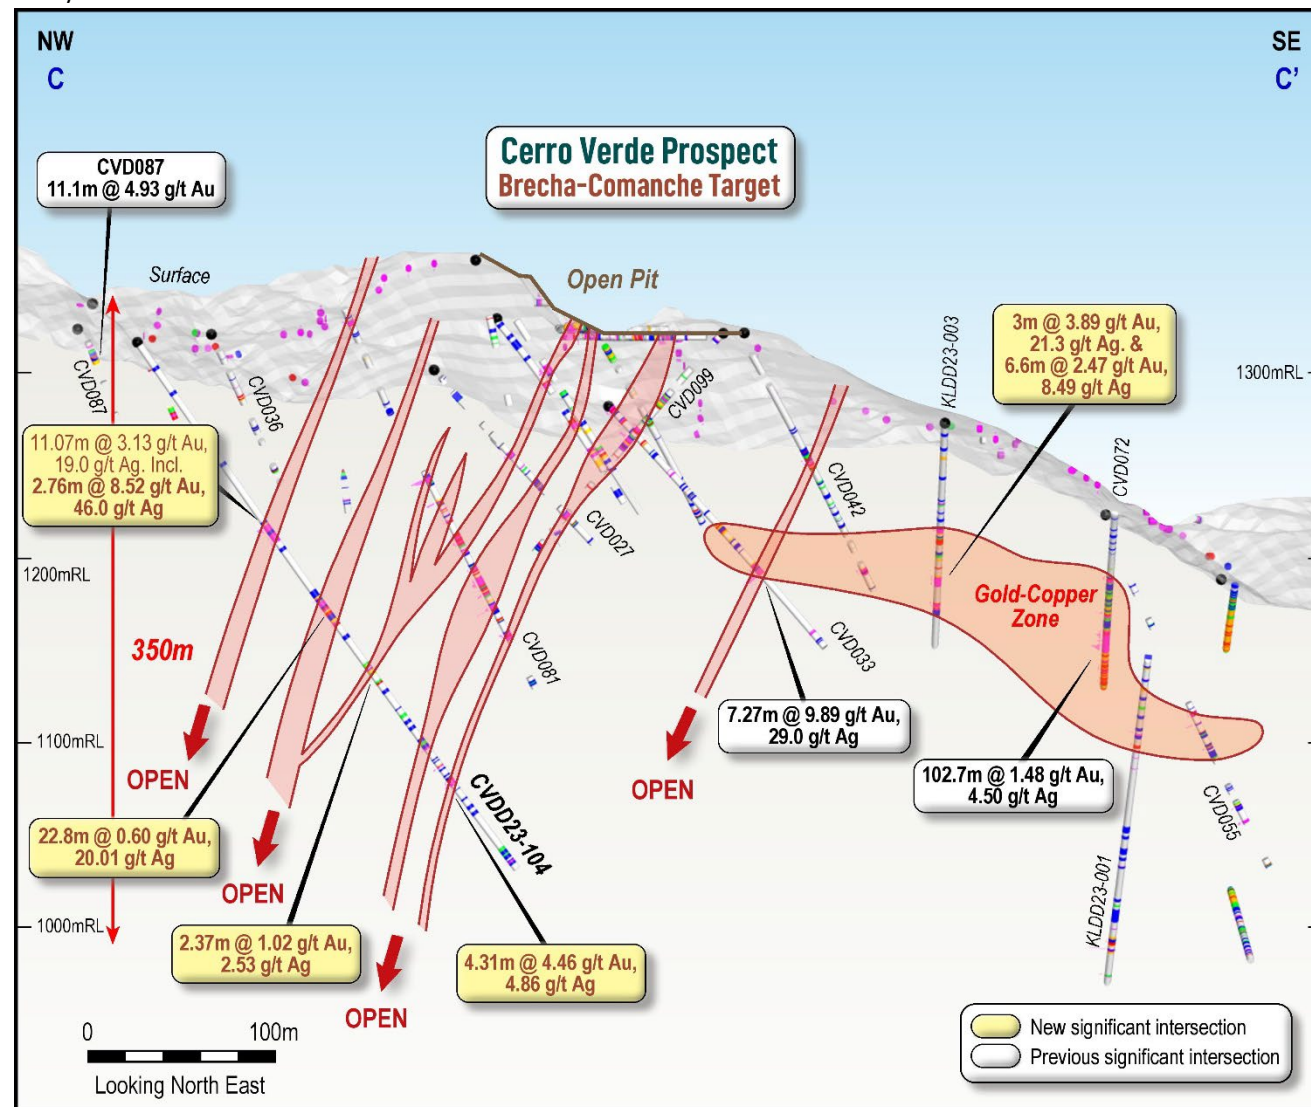 NW
C
SE
C'
Cerro Verde Prospect
Brecha-Comanche Target
CVD087
11.1m @ 4.93 g/t Au
Surface
Open Pit
KLDD23-003
3m @ 3.89 g/t Au,
21.3 g/t Ag. &
6.6m @ 2.47 g/t Au,
8.49 g/t Ag
1300mRL
CVD087
CVD036
CVD099
11.07m @ 3.13 g/t Au,
19.0 g/t Ag. Incl.
2.76m @ 8.52 g/t Au,
46.0 g/t Ag
CVD042
CVD072
CVD027
1200mRL
Gold-Copper
Zone
350m
CVD081
CVD033
7.27m @ 9.89 g/t Au,
29.0 g/t Ag
1100mRL
OPEN
OPEN
102.7m @ 1.48 g/t Au,
4.50 g/t Ag
CVD055
CVDD23-104
22.8m @ 0.60 g/t Au,
20.01 g/t Ag
OPEN
KLDD23-001
1000mRL
2.37m @ 1.02 g/t Au,
2.53 g/t Ag
4.31m @ 4.46 g/t Au,
4.86 g/t Ag
OPEN
0 100m
Looking North East
New significant intersection
Previous significant intersection